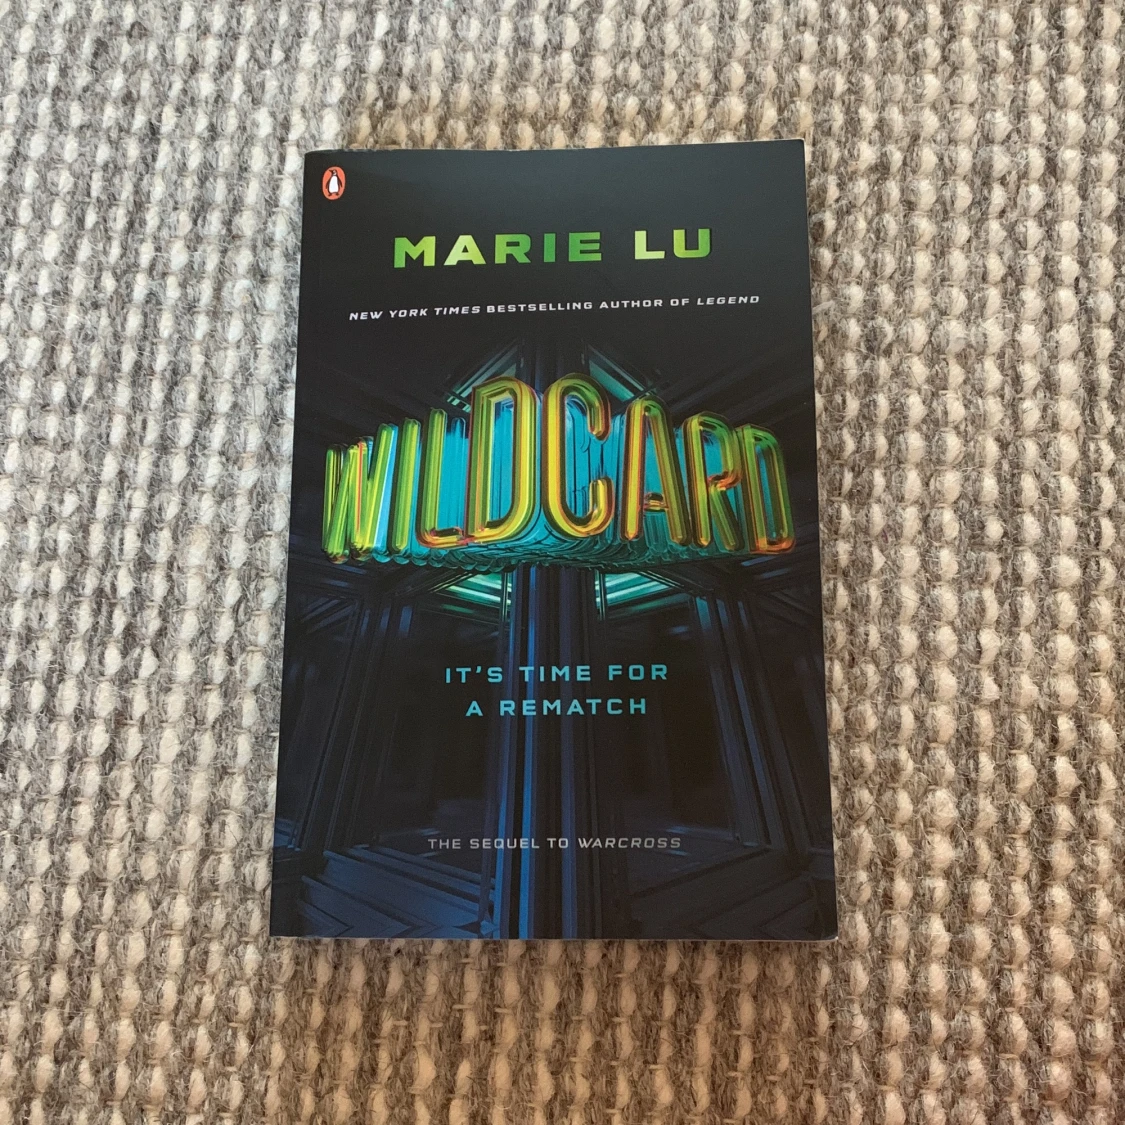 MARIE LU
NEW YORK TIMES BESTSELLING AUTHOR OF LEGEND
WILDCARD
IT'S TIME FOR
A REMATCH
THE SEQUEL TO WARCROSS